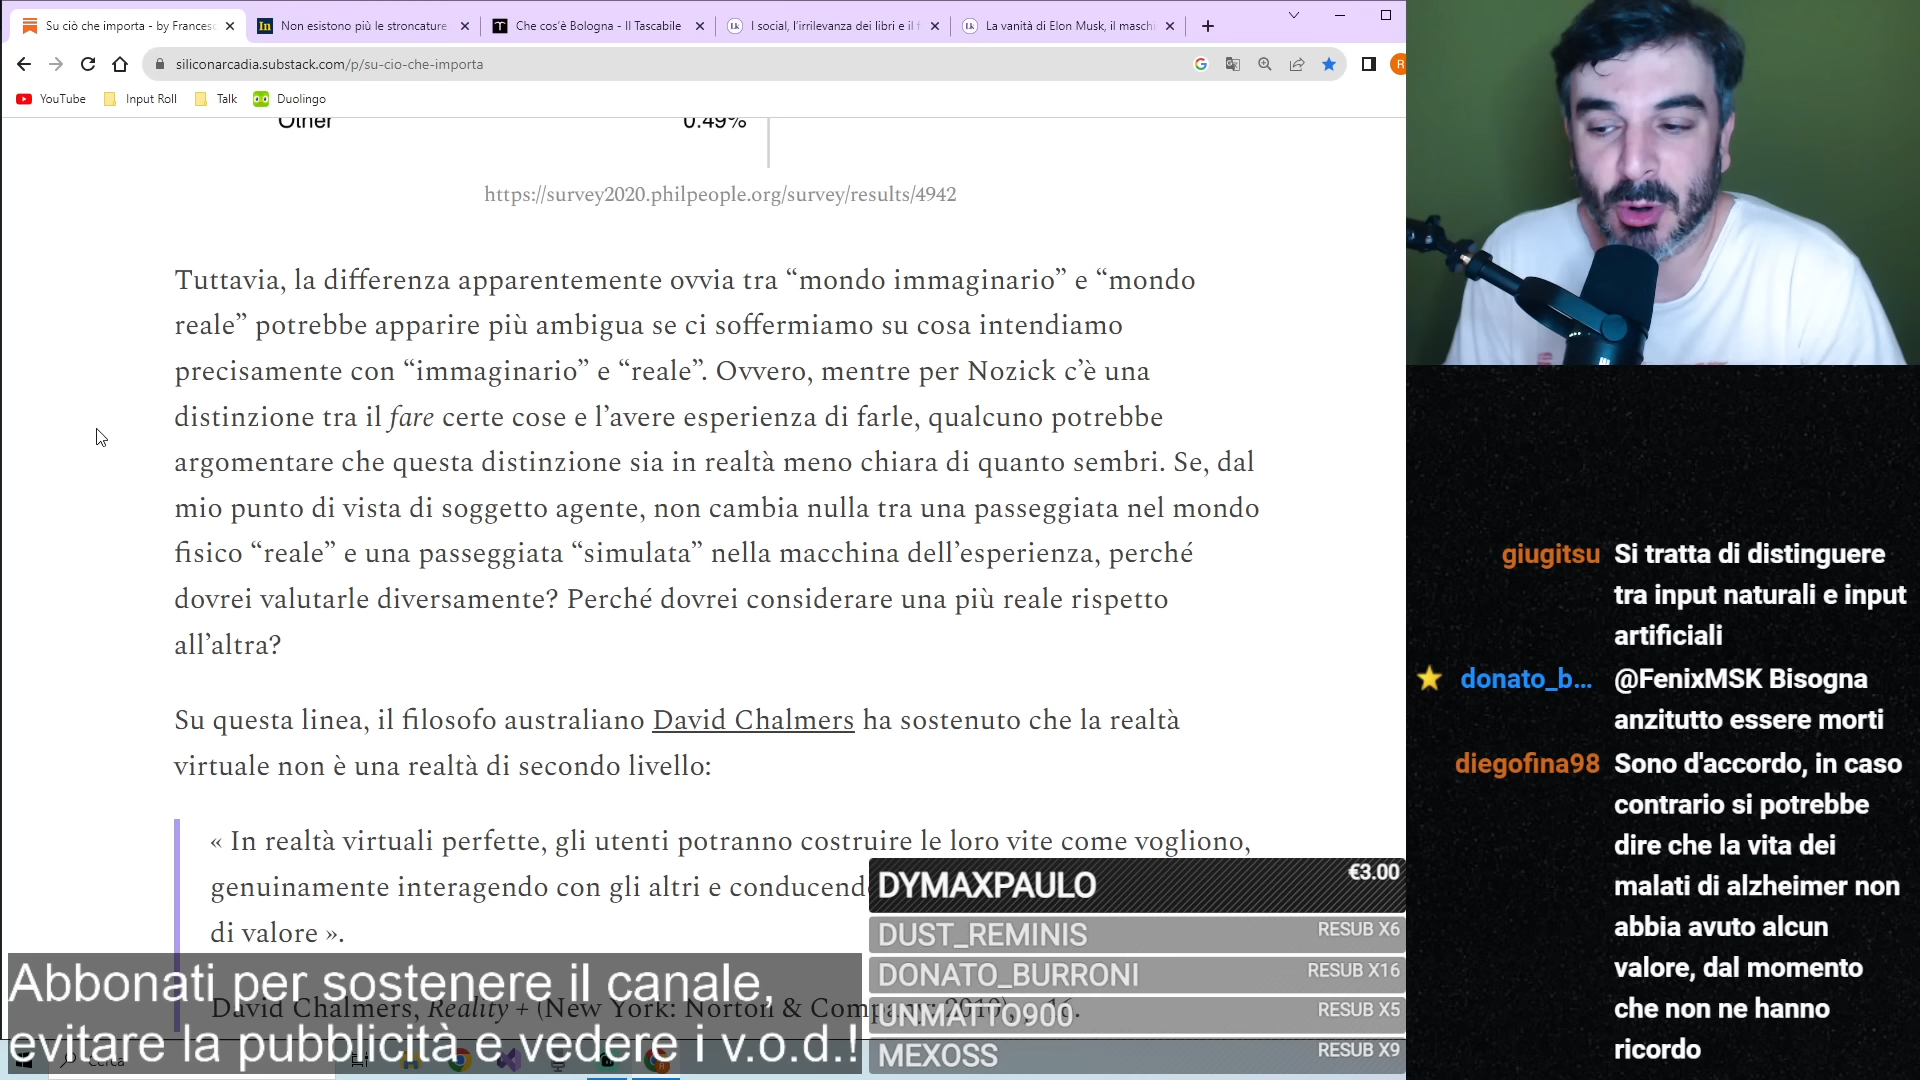 Su ciò che importa - by Francesc
Non esistono più le stroncature
Che cos'è Bologna - Il Tascabile
I social, l'irrilevanza dei libri e il f
La vanità di Elon Musk, il maschi
siliconarcadia.substack.com/p/su-cio-che-importa
YouTube
Input Roll
Talk
Duolingo
Other 0.49%
https://survey2020.philpeople.org/survey/results/4942
Tuttavia, la differenza apparentemente ovvia tra “mondo immaginario” e “mondo
reale” potrebbe apparire più ambigua se ci soffermiamo su cosa intendiamo
precisamente con “immaginario” e “reale”. Ovvero, mentre per Nozick c’è una
distinzione tra il fare certe cose e l’avere esperienza di farle, qualcuno potrebbe
argomentare che questa distinzione sia in realtà meno chiara di quanto sembri. Se, dal
mio punto di vista di soggetto agente, non cambia nulla tra una passeggiata nel mondo
fisico “reale” e una passeggiata “simulata” nella macchina dell’esperienza, perché
dovrei valutarle diversamente? Perché dovrei considerare una più reale rispetto
all’altra?
Su questa linea, il filosofo australiano David Chalmers ha sostenuto che la realtà
virtuale non è una realtà di secondo livello:
« In realtà virtuali perfette, gli utenti potranno costruire le loro vite come vogliono,
genuinamente interagendo con gli altri e conducend
di valore ».
David Chalmers, Reality + (New York: Norton & Comp
Abbonati per sostenere il canale,
evitare la pubblicità e vedere i v.o.d.!
Cerca
DYMAXPAULO €3.00
DUST_REMINIS RESUB X6
DONATO_BURRONI RESUB X16
UNMATTO900 RESUB X5
MEXOSS RESUB X9
giugitsu Si tratta di distinguere
tra input naturali e input
artificiali
donato_b... @FenixMSK Bisogna
anzitutto essere morti
diegofina98 Sono d'accordo, in caso
contrario si potrebbe
dire che la vita dei
malati di alzheimer non
abbia avuto alcun
valore, dal momento
che non ne hanno
ricordo